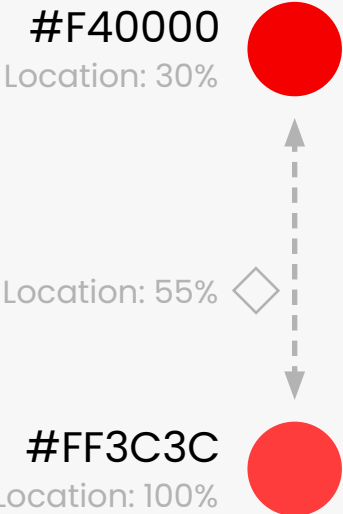 #F40000
Location: 30%
Location: 55%
#FF3C3C
Location: 100%